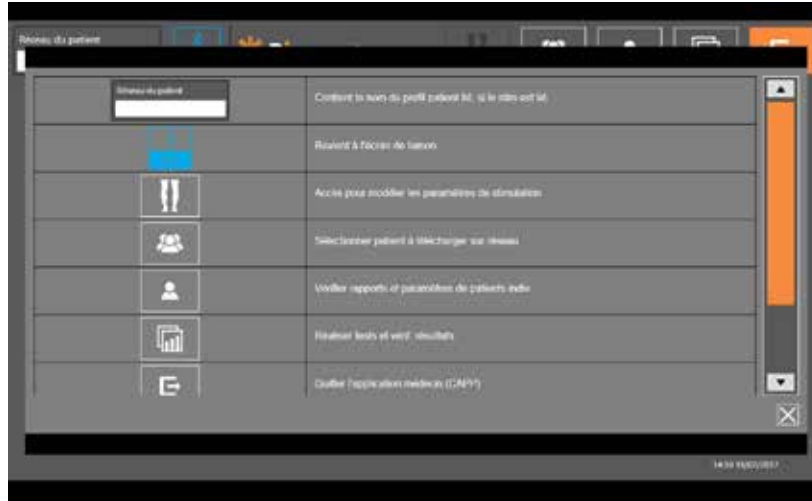 Réseau du patient
Réseau du patient
Contient le nom du profil patient lié, si le stim est lié
Revient à l'écran de liaison
Accès pour modifier les paramètres de stimulation
Sélectionner patient à télécharger sur réseau
Vérifier rapports et paramètres de patients indiv
Réaliser tests et vérif. résultats
Quitter l'application médecin (CAPP)